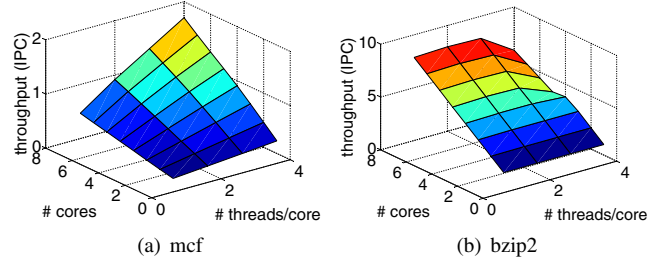 throughput (IPC)
2
1
0
8
6
4
2
0
0
2
4
# cores
# threads/core
(a) mcf
throughput (IPC)
10
5
0
8
6
4
2
0
0
2
4
# cores
# threads/core
(b) bzip2